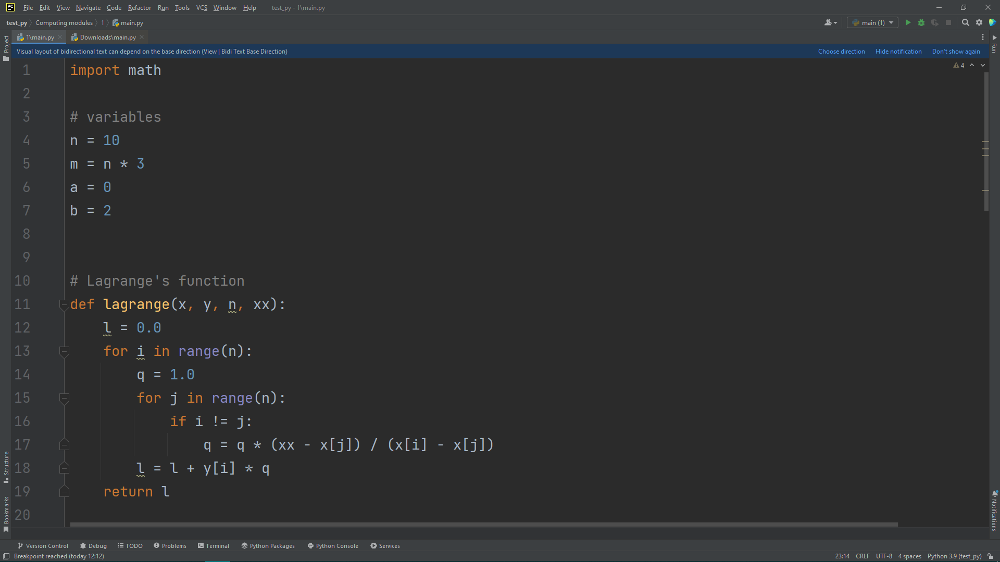 PC File Edit View Navigate Code Refactor Run Tools VCS Window Help test_py - 1\main.py
test_py Computing modules 1 main.py main (1)
1\main.py Downloads\main.py
Visual layout of bidirectional text can depend on the base direction (View | Bidi Text Base Direction) Choose direction Hide notification Don't show again
Project
Run
4
1 import math
2
3 # variables
4 n = 10
5 m = n * 3
6 a = 0
7 b = 2
8
9
10 # Lagrange's function
11 def lagrange(x, y, n, xx):
12 l = 0.0
13 for i in range(n):
14 q = 1.0
15 for j in range(n):
16 if i != j:
17 q = q * (xx - x[j]) / (x[i] - x[j])
18 l = l + y[i] * q
19 return l
20
Structure
Bookmarks
Notifications
Version Control Debug TODO Problems Terminal Python Packages Python Console Services
Breakpoint reached (today 12:12) 23:14 CRLF UTF-8 4 spaces Python 3.9 (test_py)